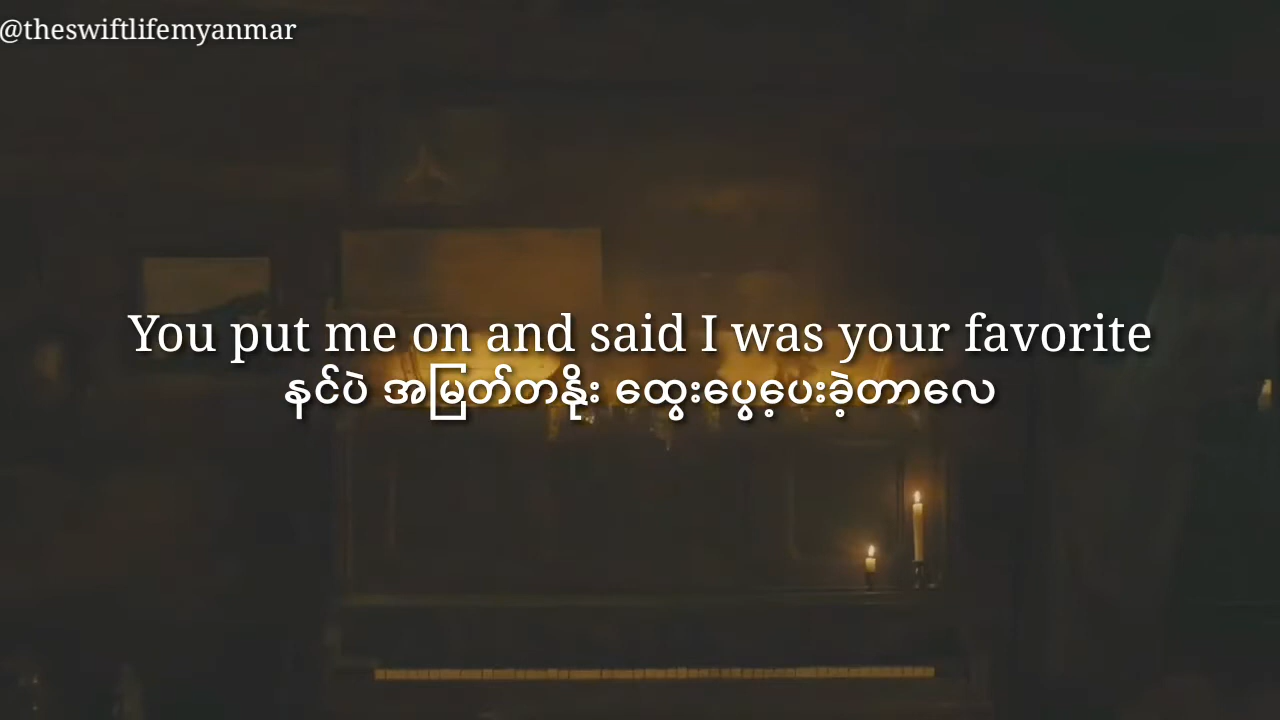 @theswiftlifemyanmar
You put me on and said I was your favorite
နင်ပဲ အမြတ်တနိုး ထွေးပွေ့ပေးခဲ့တာလေ